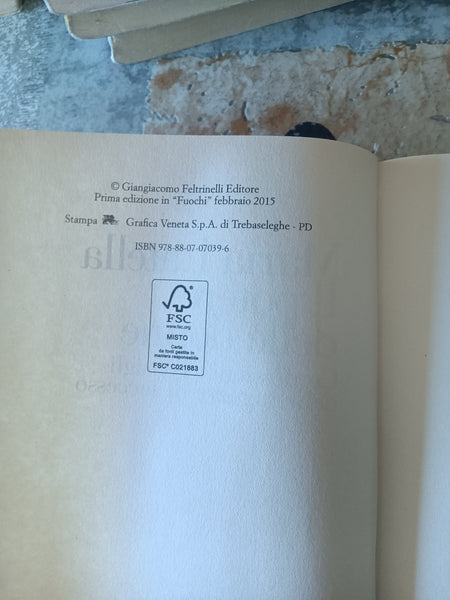 © Giangiacomo Feltrinelli Editore
Prima edizione in “Fuochi” febbraio 2015
Stampa Grafica Veneta S.p.A. di Trebaseleghe - PD
ISBN 978-88-07-07039-6
FSC
www.fsc.org
MISTO
Carta
da fonti gestite in
maniera responsabile
FSC® C021883